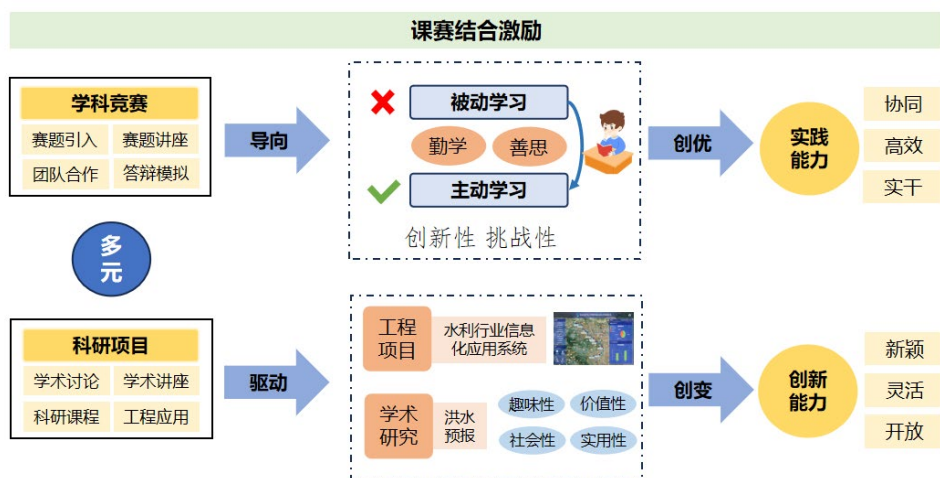 课赛结合激励
学科竞赛
赛题引入
赛题讲座
团队合作
答辩模拟
导向
被动学习
勤学
善思
主动学习
创新性 挑战性
创优
实践
能力
协同
高效
实干
多
元
科研项目
学术讨论
学术讲座
科研课程
工程应用
驱动
工程
项目
水利行业信息
化应用系统
学术
研究
洪水
预报
趣味性
价值性
社会性
实用性
创变
创新
能力
新颖
灵活
开放